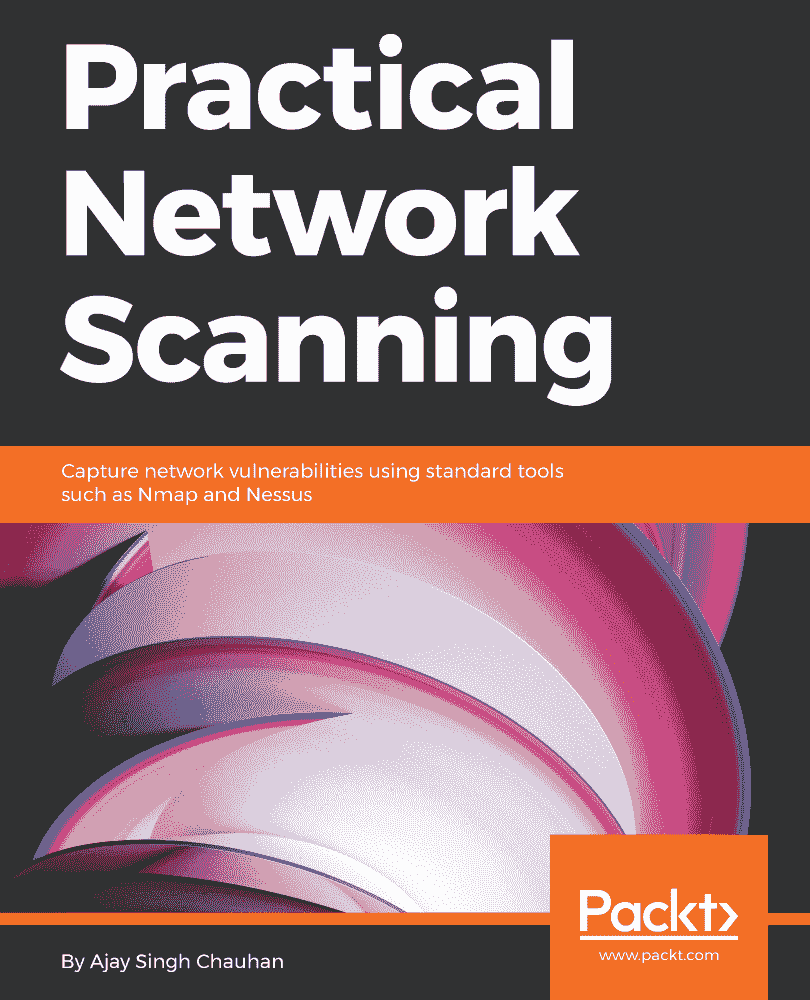 Practical
Network
Scanning
Capture network vulnerabilities using standard tools
such as Nmap and Nessus
Packt>
www.packt.com
By Ajay Singh Chauhan